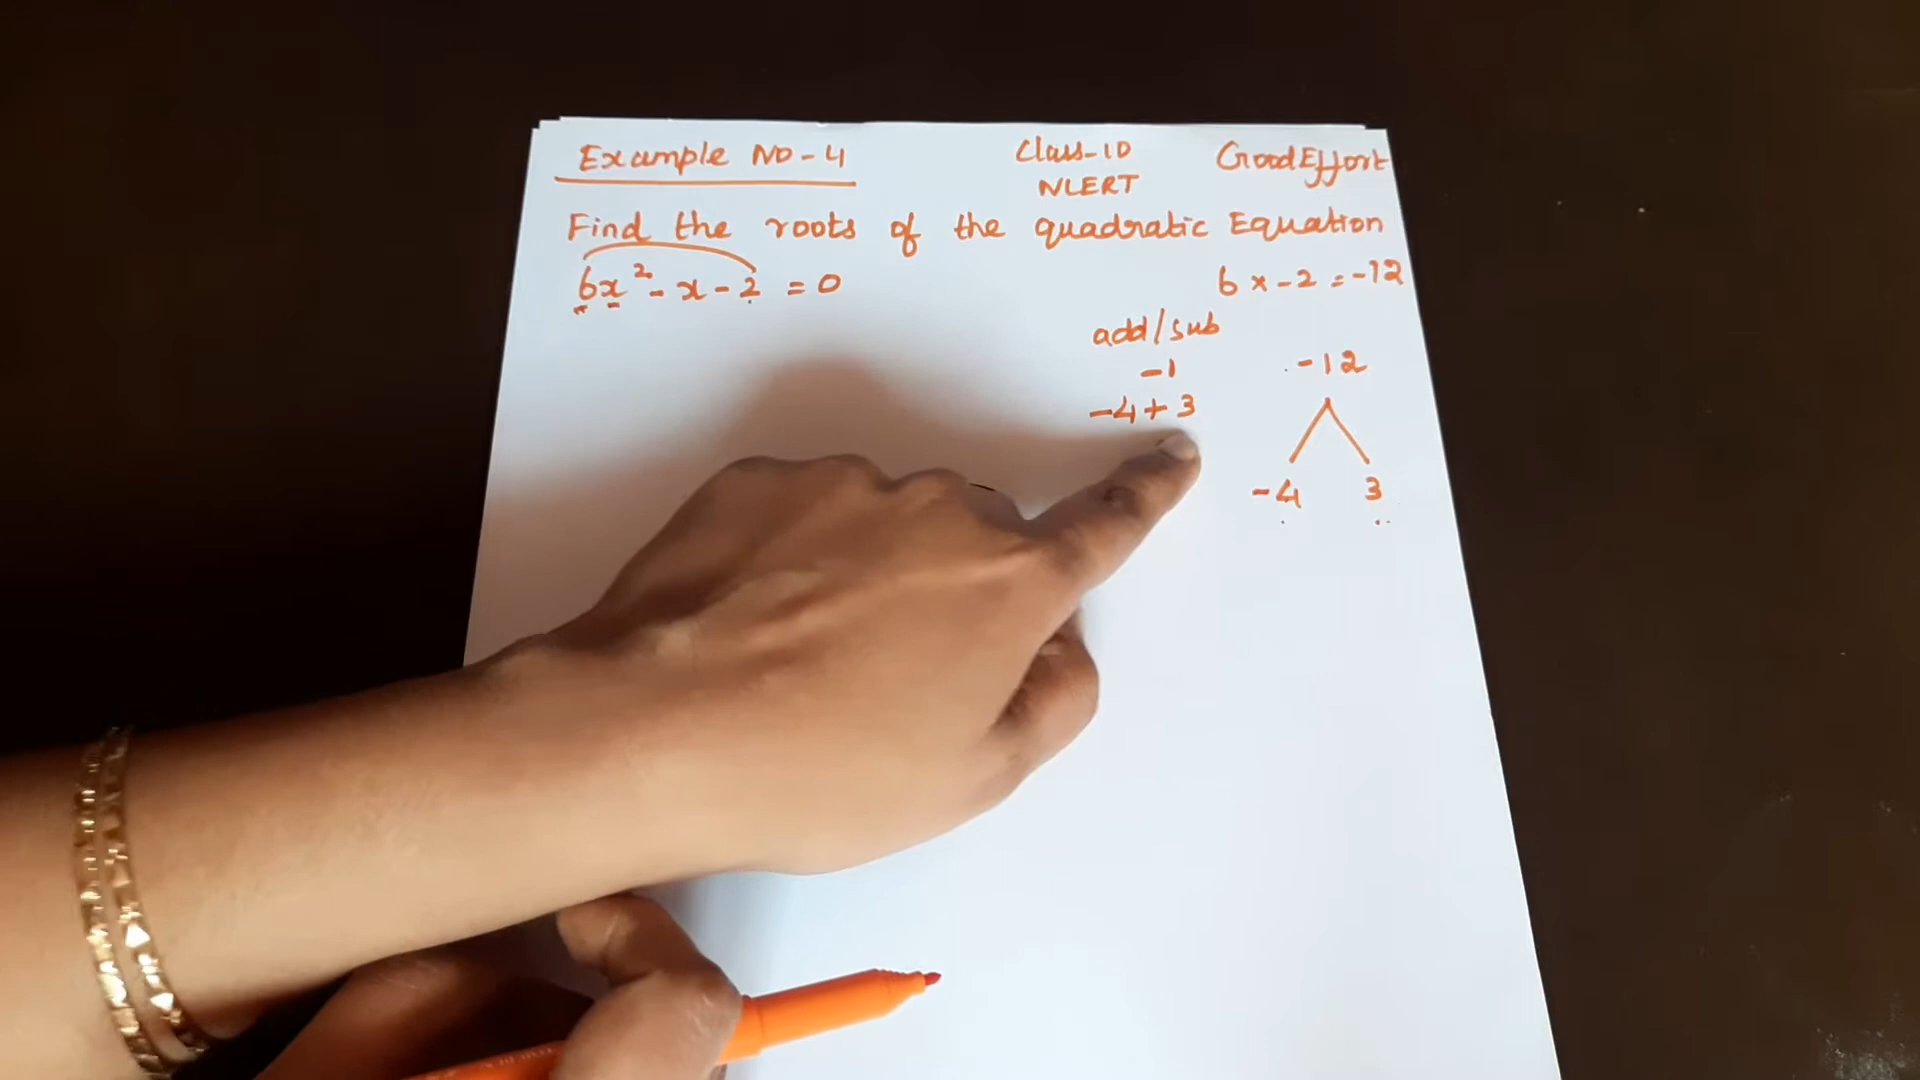 Example NO-4
Class-10
NCERT
GoodEffort
Find the roots of the quadratic Equation
6x² - x - 2 = 0
6 x -2 = -12
add/sub
-1
-4+3
-12
-4 3